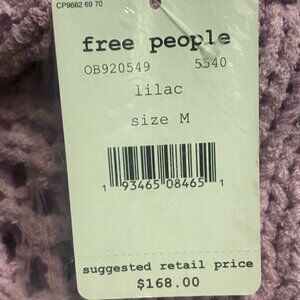 CP9662 69 70
free people
OB920549 5540
lilac
size M
1 93465 08465 1
suggested retail price
$168.00